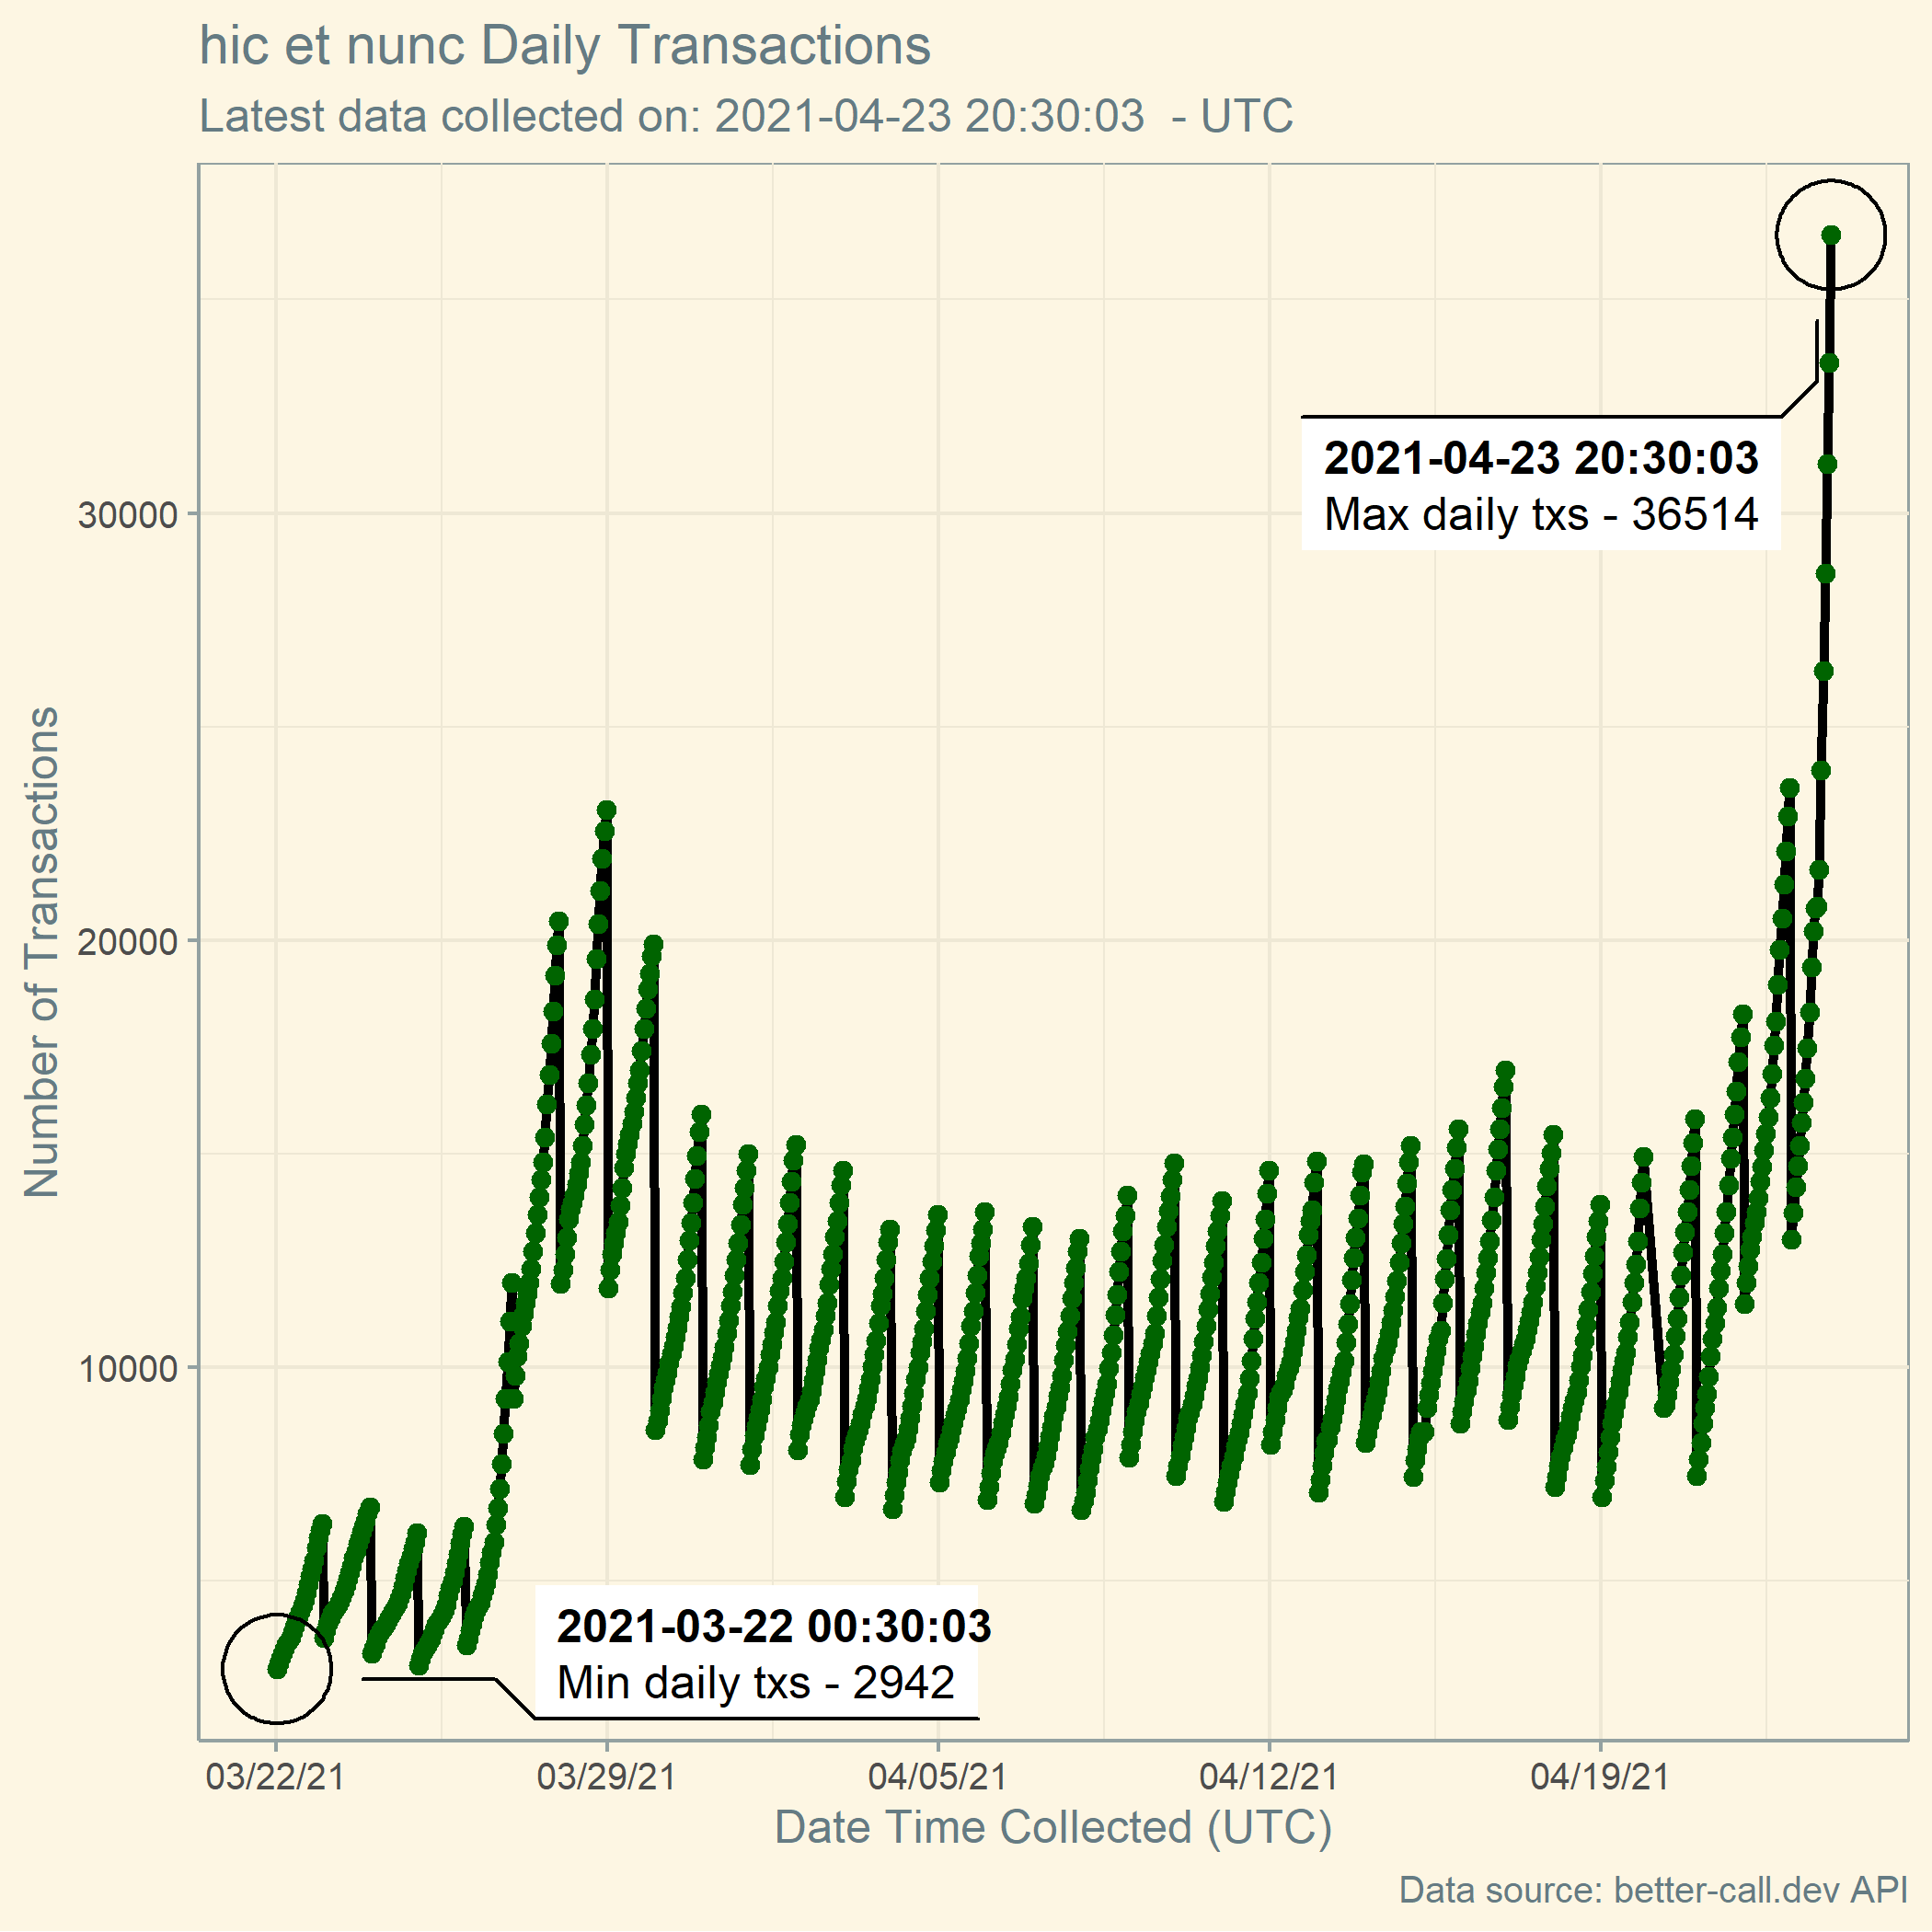 hic et nunc Daily Transactions
Latest data collected on: 2021-04-23 20:30:03  - UTC
Number of Transactions
30000
20000
10000
2021-04-23 20:30:03
Max daily txs - 36514
2021-03-22 00:30:03
Min daily txs - 2942
03/22/21 03/29/21 04/05/21 04/12/21 04/19/21
Date Time Collected (UTC)
Data source: better-call.dev API